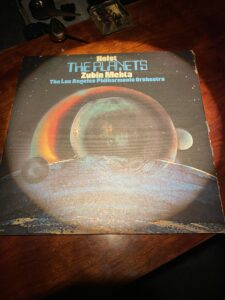 Holst
THE PLANETS
Zubin Mehta
The Los Angeles Philharmonic Orchestra